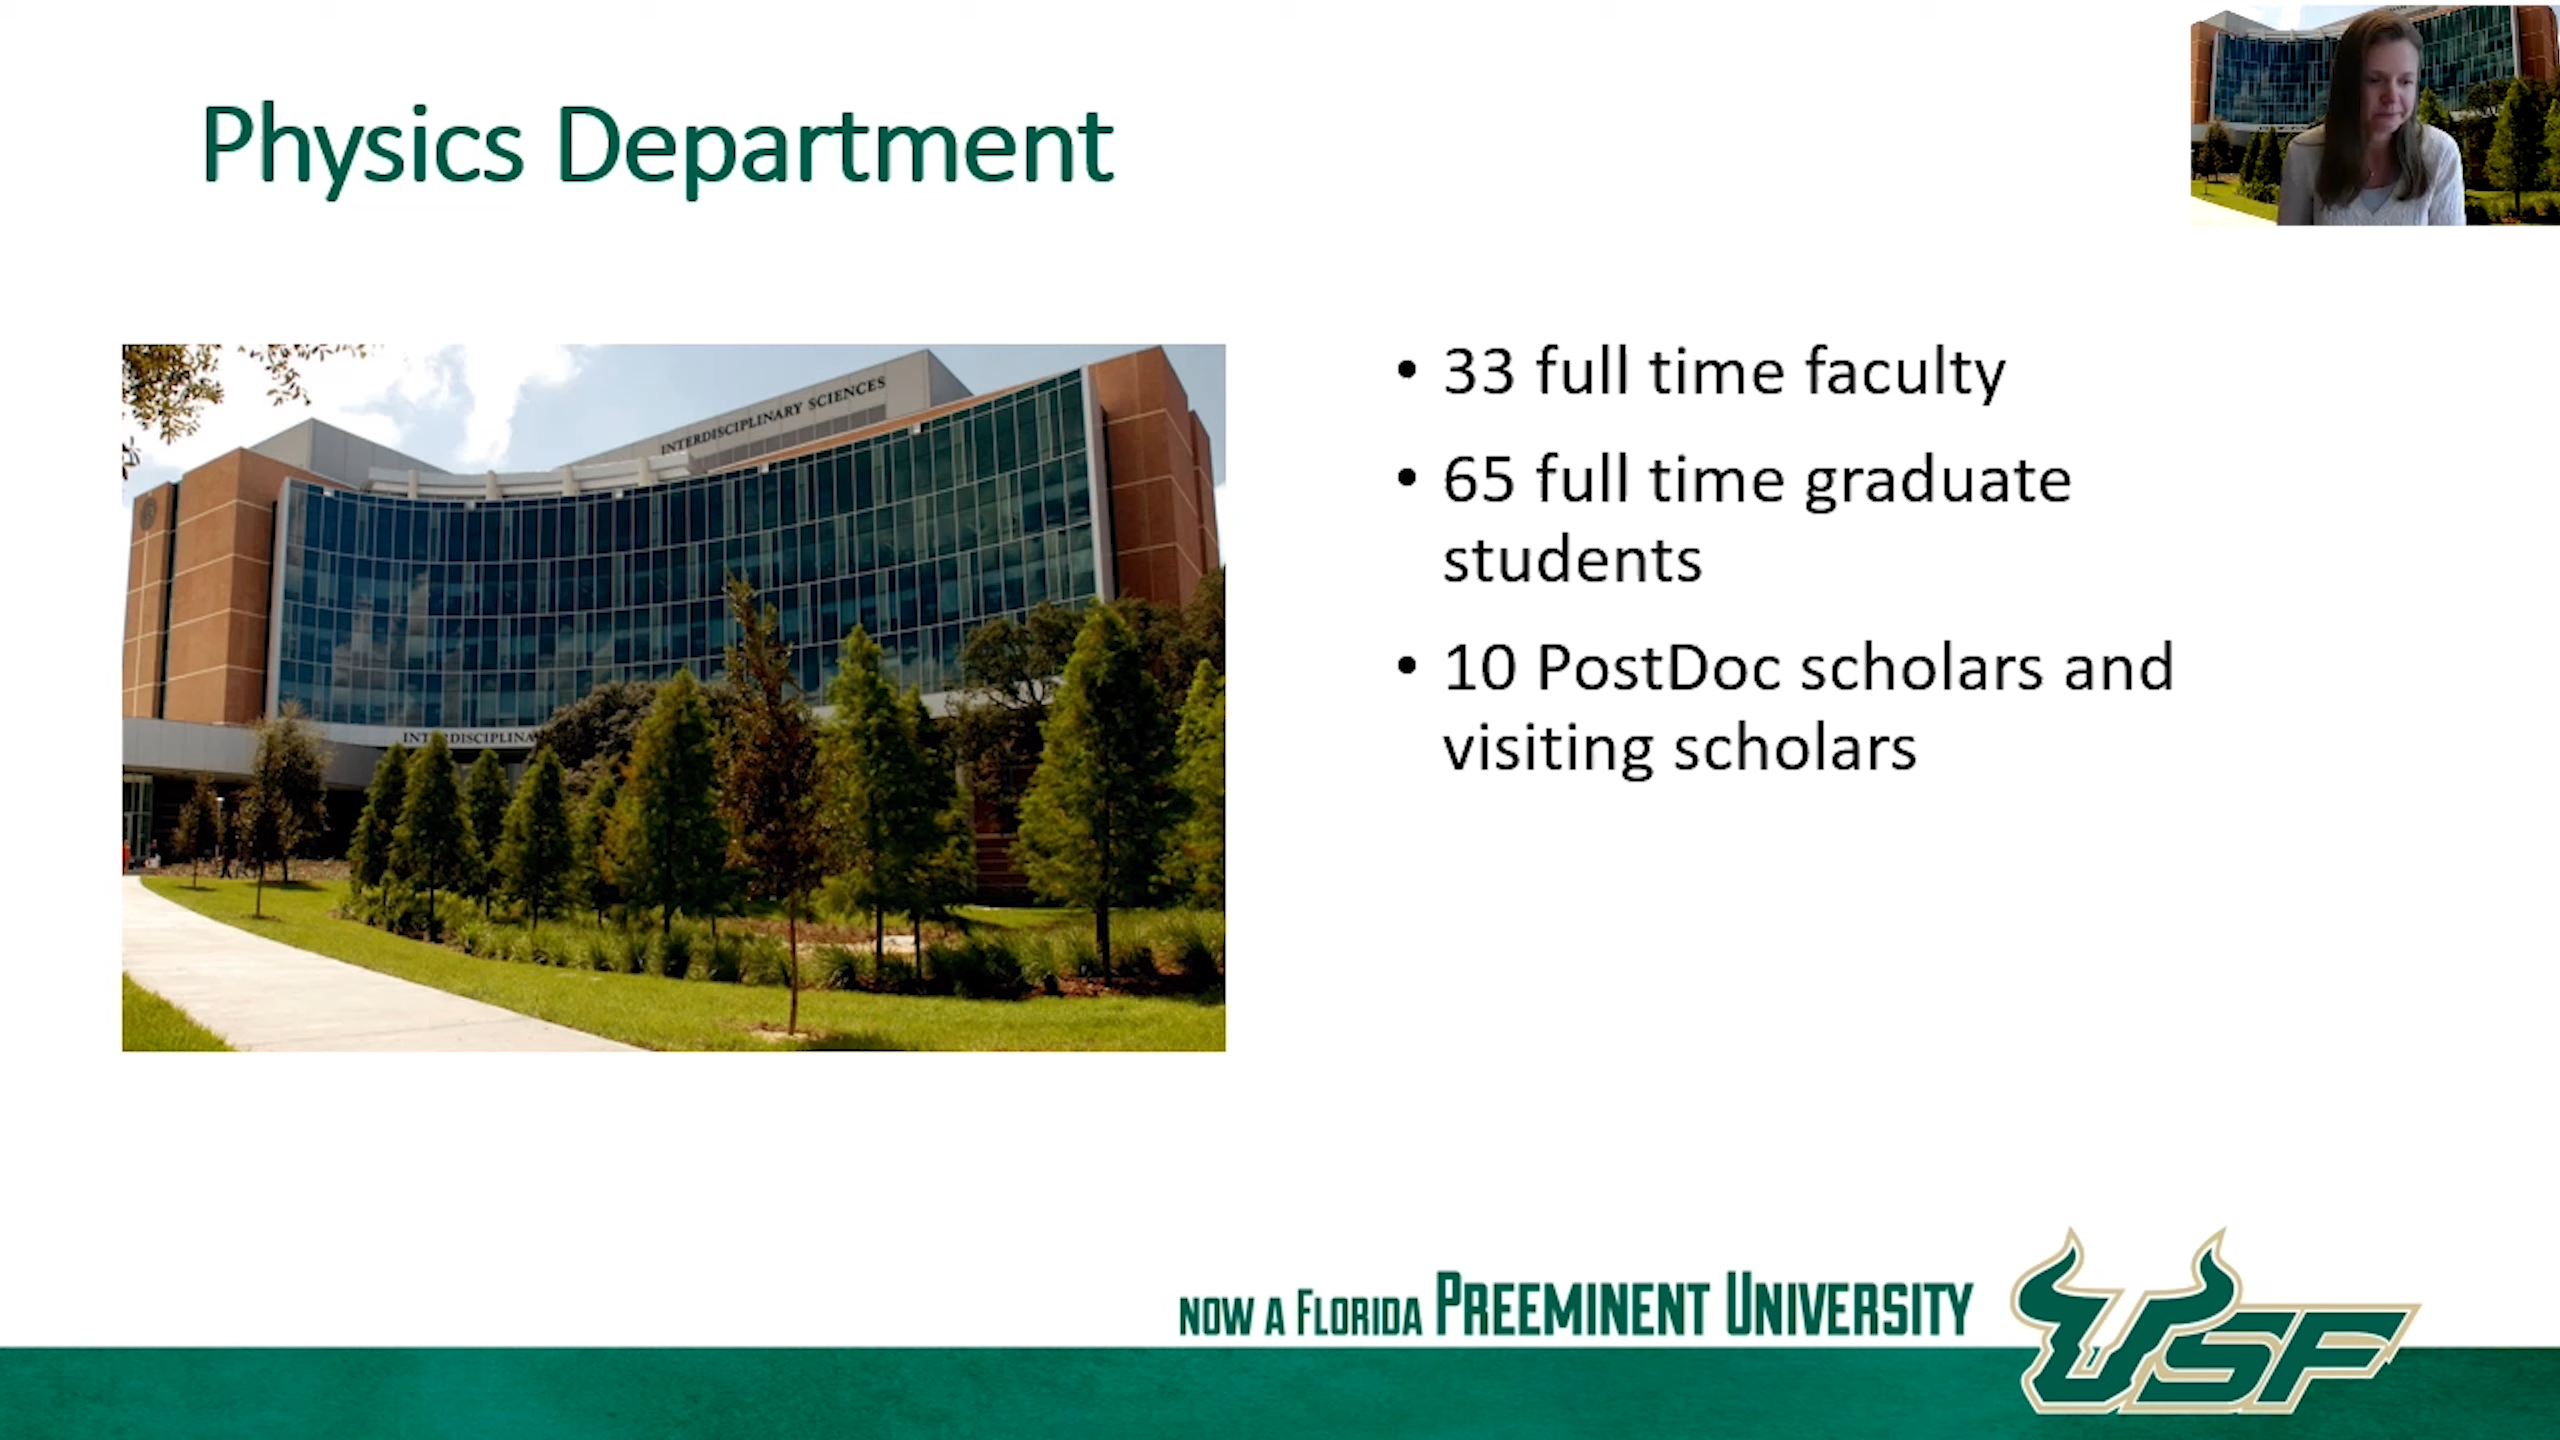 Physics Department
INTERDISCIPLINARY SCIENCES
INTERDISCIPLINA
• 33 full time faculty
• 65 full time graduate
students
• 10 PostDoc scholars and
visiting scholars
NOW A FLORIDA PREEMINENT UNIVERSITY
USF